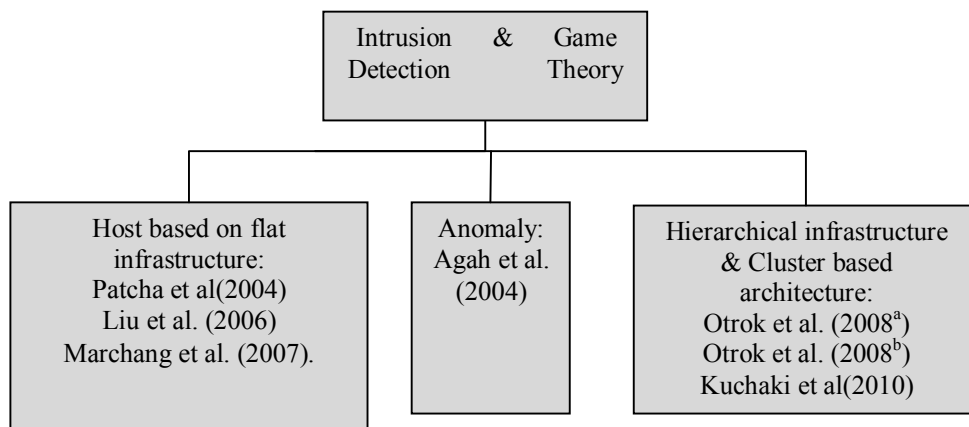 Intrusion & Game
Detection Theory
Host based on flat
infrastructure:
Patcha et al(2004)
Liu et al. (2006)
Marchang et al. (2007).
Anomaly:
Agah et al.
(2004)
Hierarchical infrastructure
& Cluster based
architecture:
Otrok et al. (2008ᵃ)
Otrok et al. (2008ᵇ)
Kuchaki et al(2010)